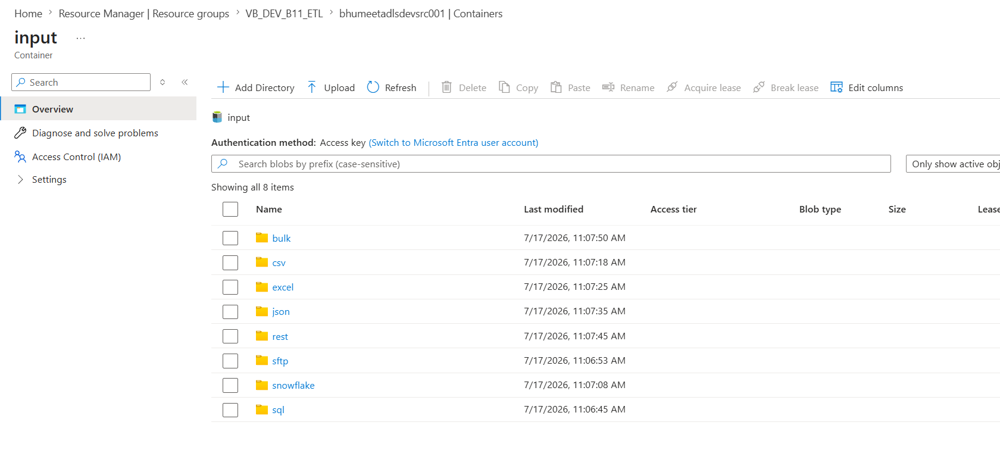 Home > Resource Manager | Resource groups > VB_DEV_B11_ETL > bhumeetadlsdevsrc001 | Containers
input ...
Container
Search
Overview
Diagnose and solve problems
Access Control (IAM)
Settings
Add Directory Upload Refresh Delete Copy Paste Rename Acquire lease Break lease Edit columns
input
Authentication method: Access key (Switch to Microsoft Entra user account)
Search blobs by prefix (case-sensitive) Only show active obj
Showing all 8 items
Name Last modified Access tier Blob type Size Lease
bulk 7/17/2026, 11:07:50 AM
csv 7/17/2026, 11:07:18 AM
excel 7/17/2026, 11:07:25 AM
json 7/17/2026, 11:07:35 AM
rest 7/17/2026, 11:07:45 AM
sftp 7/17/2026, 11:06:53 AM
snowflake 7/17/2026, 11:07:08 AM
sql 7/17/2026, 11:06:45 AM